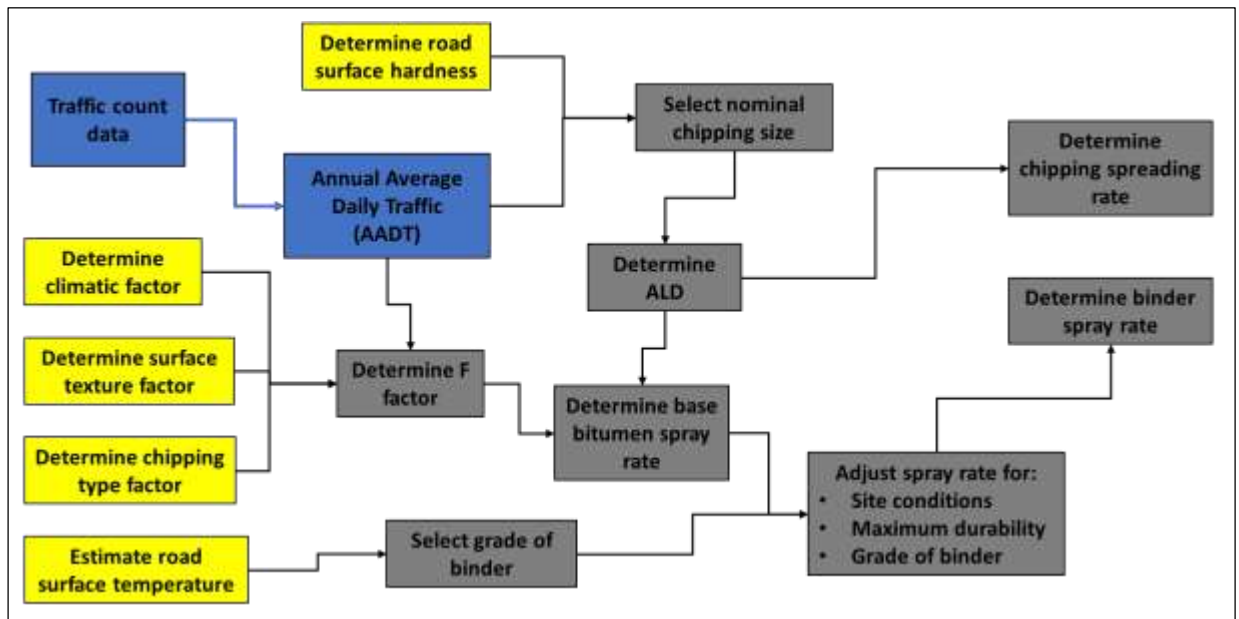 Determine road
surface hardness
Traffic count
data
Select nominal
chipping size
Determine
chipping spreading
rate
Annual Average
Daily Traffic
(AADT)
Determine
climatic factor
Determine
ALD
Determine binder
spray rate
Determine surface
texture factor
Determine F
factor
Determine base
bitumen spray
rate
Determine chipping
type factor
Adjust spray rate for:
• Site conditions
• Maximum durability
• Grade of binder
Select grade of
binder
Estimate road
surface temperature